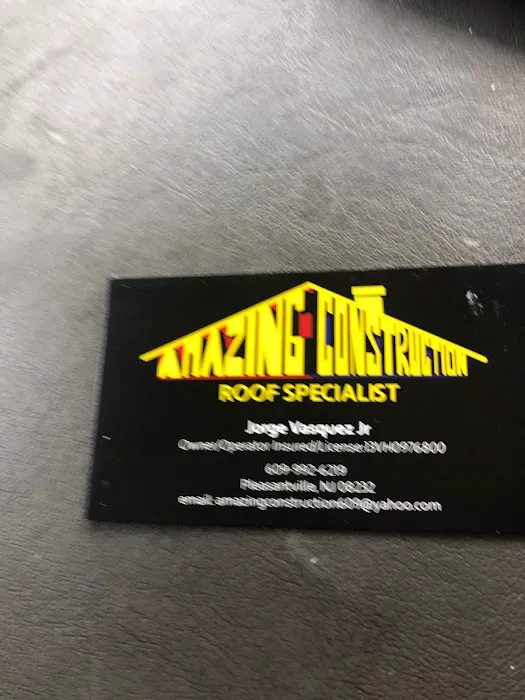 AMAZING CONSTRUCTION
ROOF SPECIALIST
Jorge Vasquez Jr
Owner/Operator Insured/License:13VH0976800
609-992-6219
Pleasantville, NJ 08232
email: amazingconstruction609@yahoo.com